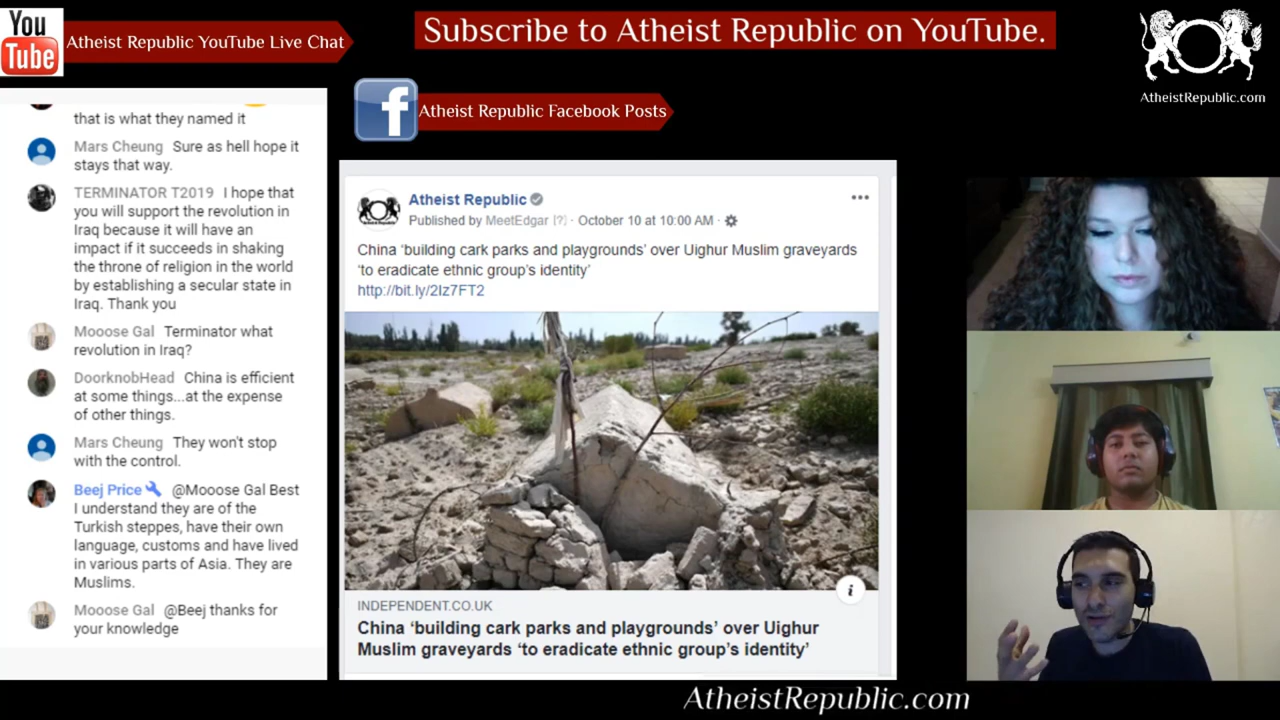 You
Tube
Atheist Republic YouTube Live Chat
Subscribe to Atheist Republic on YouTube.
AtheistRepublic.com
f
Atheist Republic Facebook Posts
that is what they named it
Mars Cheung Sure as hell hope it
stays that way.
TERMINATOR T2019 I hope that
you will support the revolution in
Iraq because it will have an
impact if it succeeds in shaking
the throne of religion in the world
by establishing a secular state in
Iraq. Thank you
Mooose Gal Terminator what
revolution in Iraq?
DoorknobHead China is efficient
at some things...at the expense
of other things.
Mars Cheung They won't stop
with the control.
Beej Price @Mooose Gal Best
I understand they are of the
Turkish steppes, have their own
language, customs and have lived
in various parts of Asia. They are
Muslims.
Mooose Gal @Beej thanks for
your knowledge
Atheist Republic
Published by MeetEdgar [?] · October 10 at 10:00 AM ·
China ‘building cark parks and playgrounds’ over Uighur Muslim graveyards
‘to eradicate ethnic group’s identity’
http://bit.ly/2Iz7FT2
i
INDEPENDENT.CO.UK
China ‘building cark parks and playgrounds’ over Uighur
Muslim graveyards ‘to eradicate ethnic group’s identity’
AtheistRepublic.com